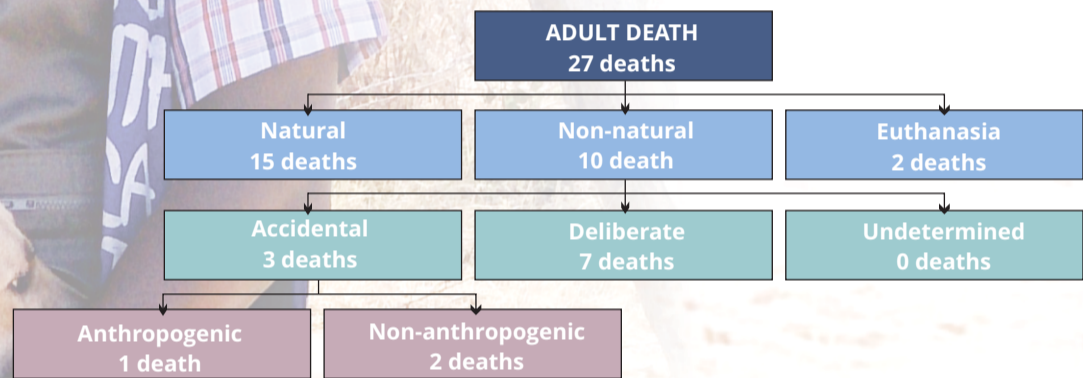 ADULT DEATH
27 deaths
Natural
15 deaths
Non-natural
10 death
Euthanasia
2 deaths
Accidental
3 deaths
Deliberate
7 deaths
Undetermined
0 deaths
Anthropogenic
1 death
Non-anthropogenic
2 deaths